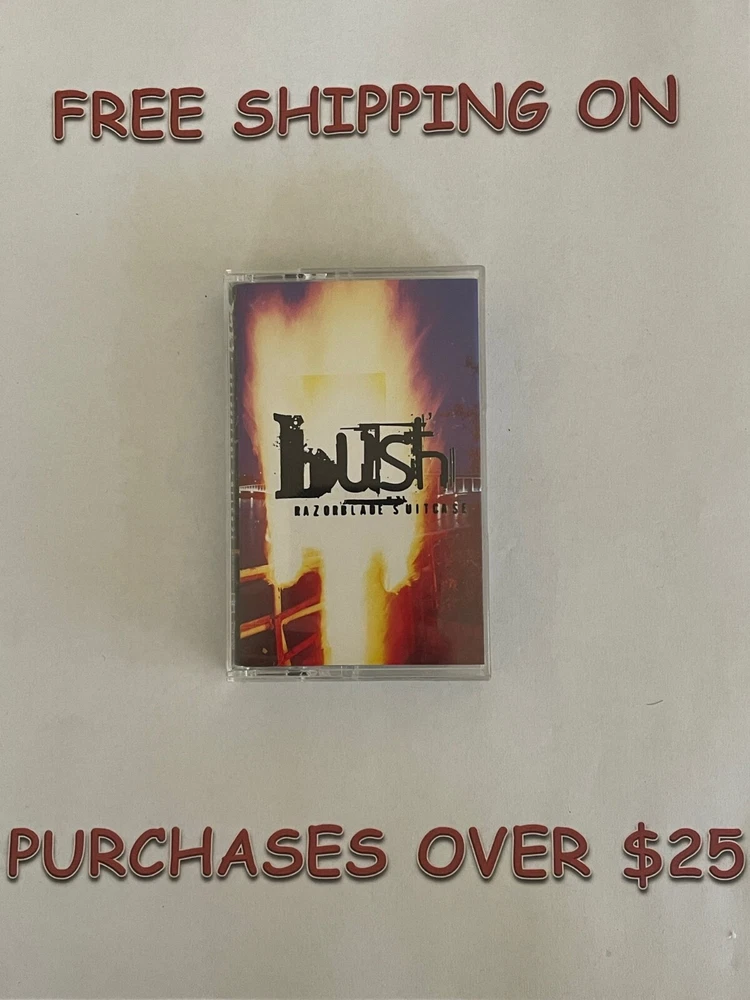 FREE SHIPPING ON
bush
RAZORBLADE SUITCASE
PURCHASES OVER $25